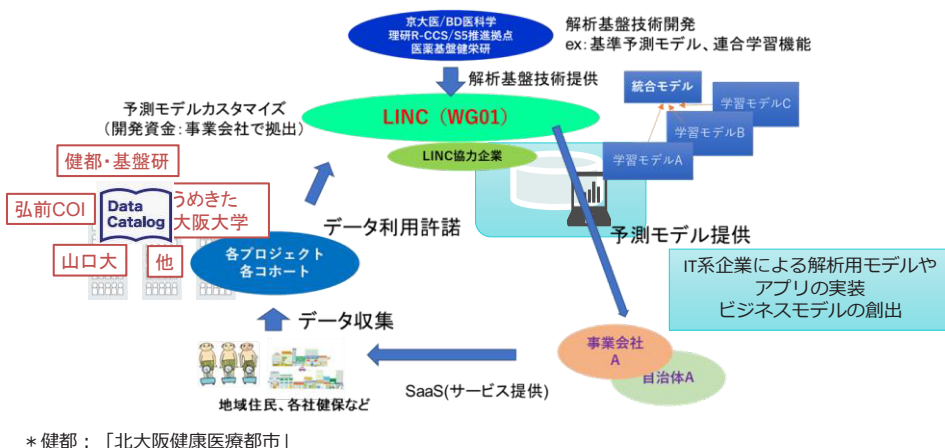 京大医/BD医科学
理研R-CCS/S5推進拠点
医薬基盤健栄研
解析基盤技術開発
ex:基準予測モデル、連合学習機能
解析基盤技術提供
統合モデル
学習モデルC
学習モデルB
学習モデルA
予測モデルカスタマイズ
(開発資金:事業会社で拠出)
LINC(WG01)
LINC協力企業
健都・基盤研
弘前COI
Data
Catalog
うめきた
大阪大学
山口大
他
データ利用許諾
各プロジェクト
各コホート
予測モデル提供
IT系企業による解析用モデルや
アプリの実装
ビジネスモデルの創出
データ収集
事業会社
A
自治体A
SaaS(サービス提供)
地域住民、各社健保など
*健都:「北大阪健康医療都市」